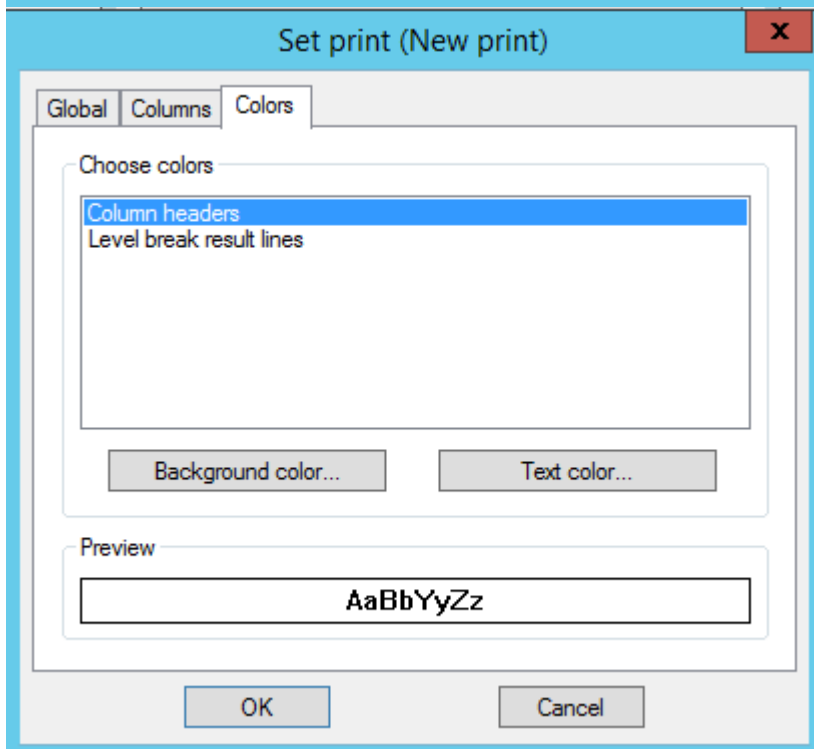 Set print (New print)
x
Global Columns Colors
Choose colors
Column headers
Level break result lines
Background color... Text color...
Preview
AaBbYyZz
OK Cancel